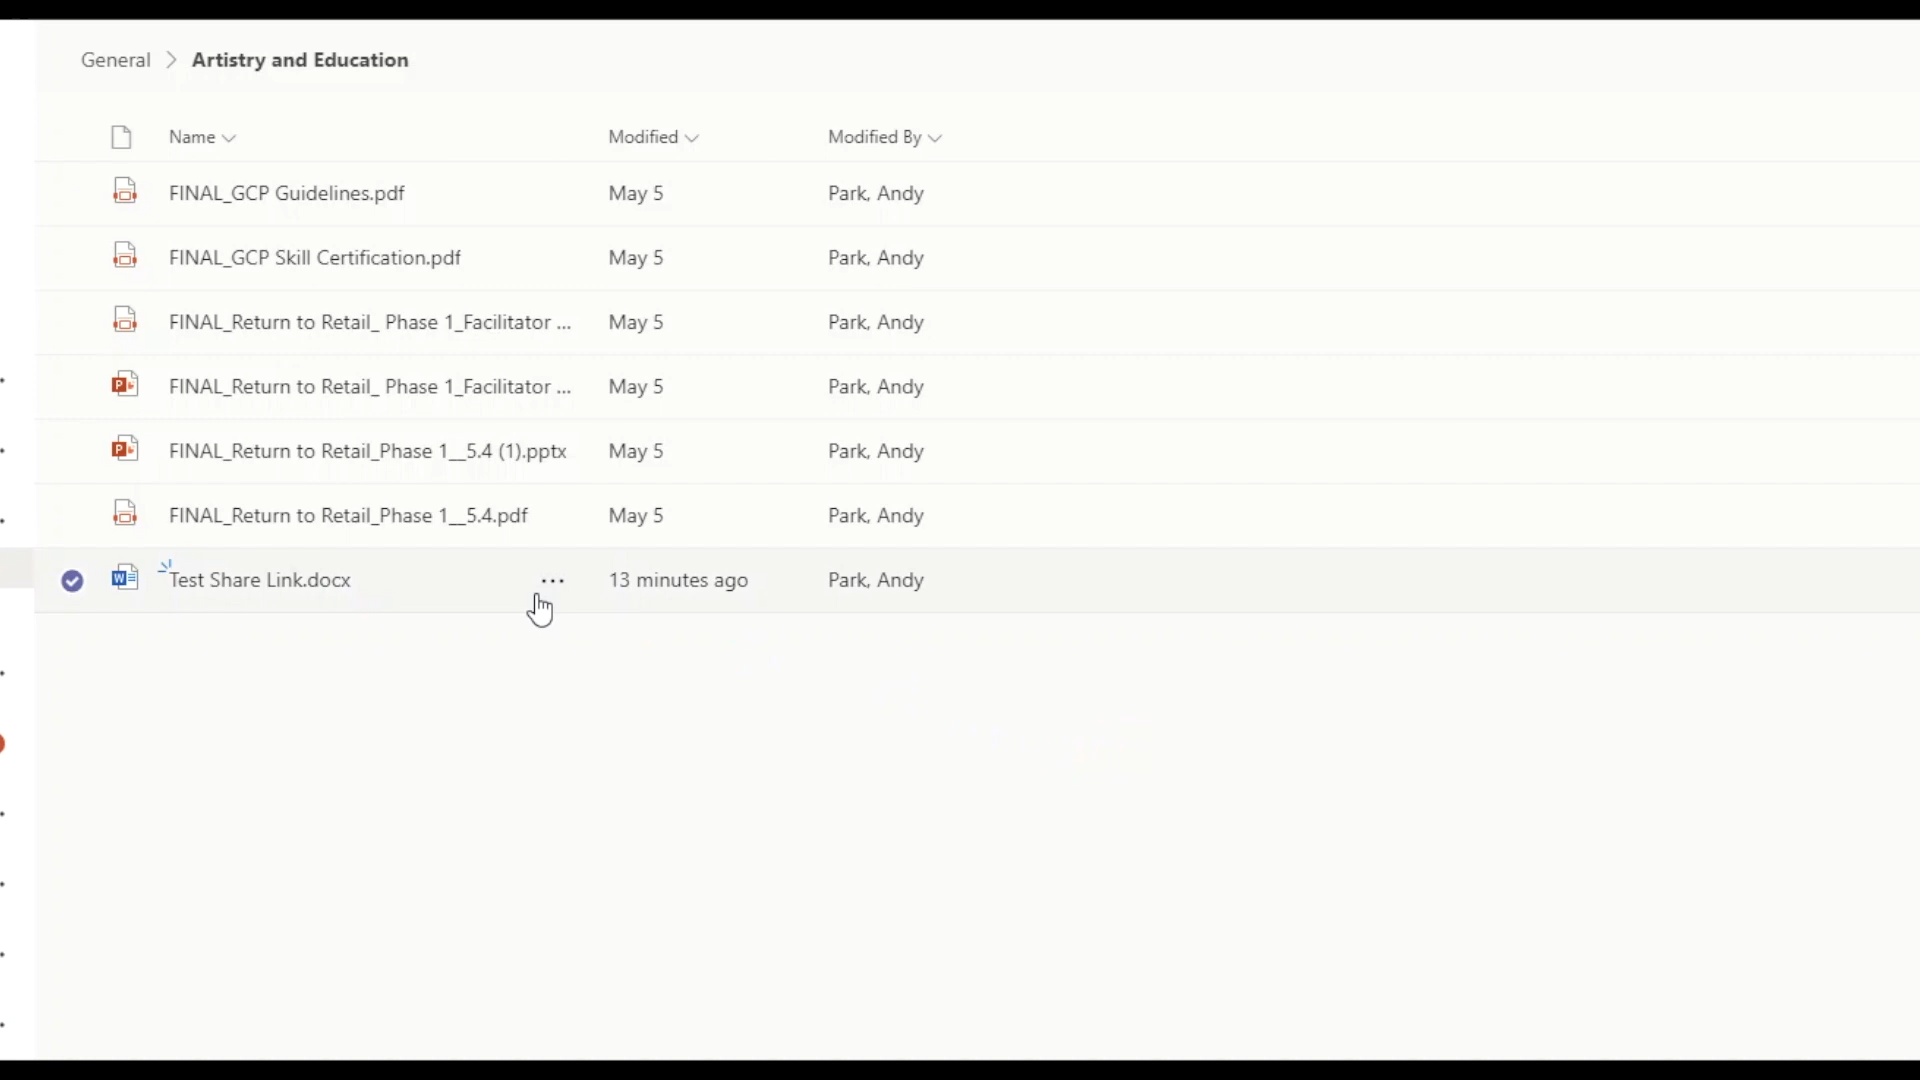 General > Artistry and Education
Name Modified Modified By
FINAL_GCP Guidelines.pdf May 5 Park, Andy
FINAL_GCP Skill Certification.pdf May 5 Park, Andy
FINAL_Return to Retail_ Phase 1_Facilitator ... May 5 Park, Andy
FINAL_Return to Retail_ Phase 1_Facilitator ... May 5 Park, Andy
FINAL_Return to Retail_Phase 1__5.4 (1).pptx May 5 Park, Andy
FINAL_Return to Retail_Phase 1__5.4.pdf May 5 Park, Andy
Test Share Link.docx ... 13 minutes ago Park, Andy